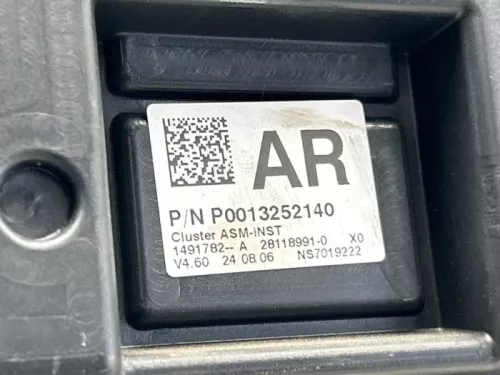 AR
P/N P0013252140
Cluster ASM-INST
1491782-- A 28118991-0 X0
V4.60 24 08 06 NS7019222